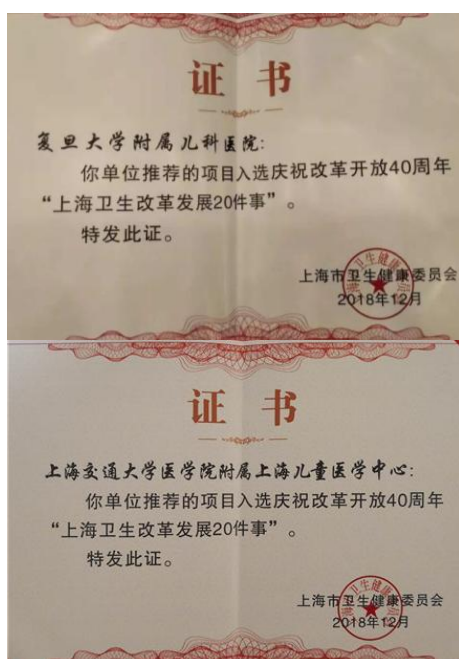 证 书
复旦大学附属儿科医院：
你单位推荐的项目入选庆祝改革开放40周年
“上海卫生改革发展20件事”。
特发此证。
上海市卫生健康委员会
2018年12月
证 书
上海交通大学医学院附属上海儿童医学中心：
你单位推荐的项目入选庆祝改革开放40周年
“上海卫生改革发展20件事”。
特发此证。
上海市卫生健康委员会
2018年12月